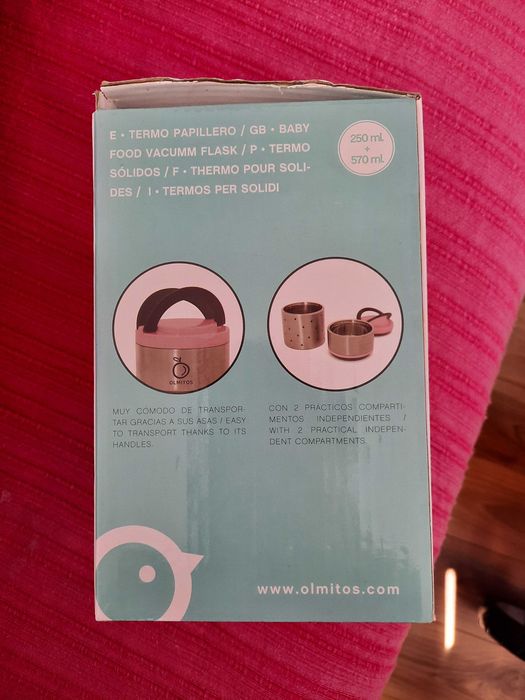 E • TERMO PAPILLERO / GB • BABY
FOOD VACUMM FLASK / P • TERMO
SÓLIDOS / F • THERMO POUR SOLI-
DES / I • TERMOS PER SOLIDI
250 ml.
+
570 ml.
OLMITOS
MUY CÓMODO DE TRANSPOR-
TAR GRACIAS A SUS ASAS / EASY
TO TRANSPORT THANKS TO ITS
HANDLES.
CON 2 PRACTICOS COMPARTI-
MENTOS INDEPENDIENTES /
WITH 2 PRACTICAL INDEPEN-
DENT COMPARTMENTS.
www.olmitos.com